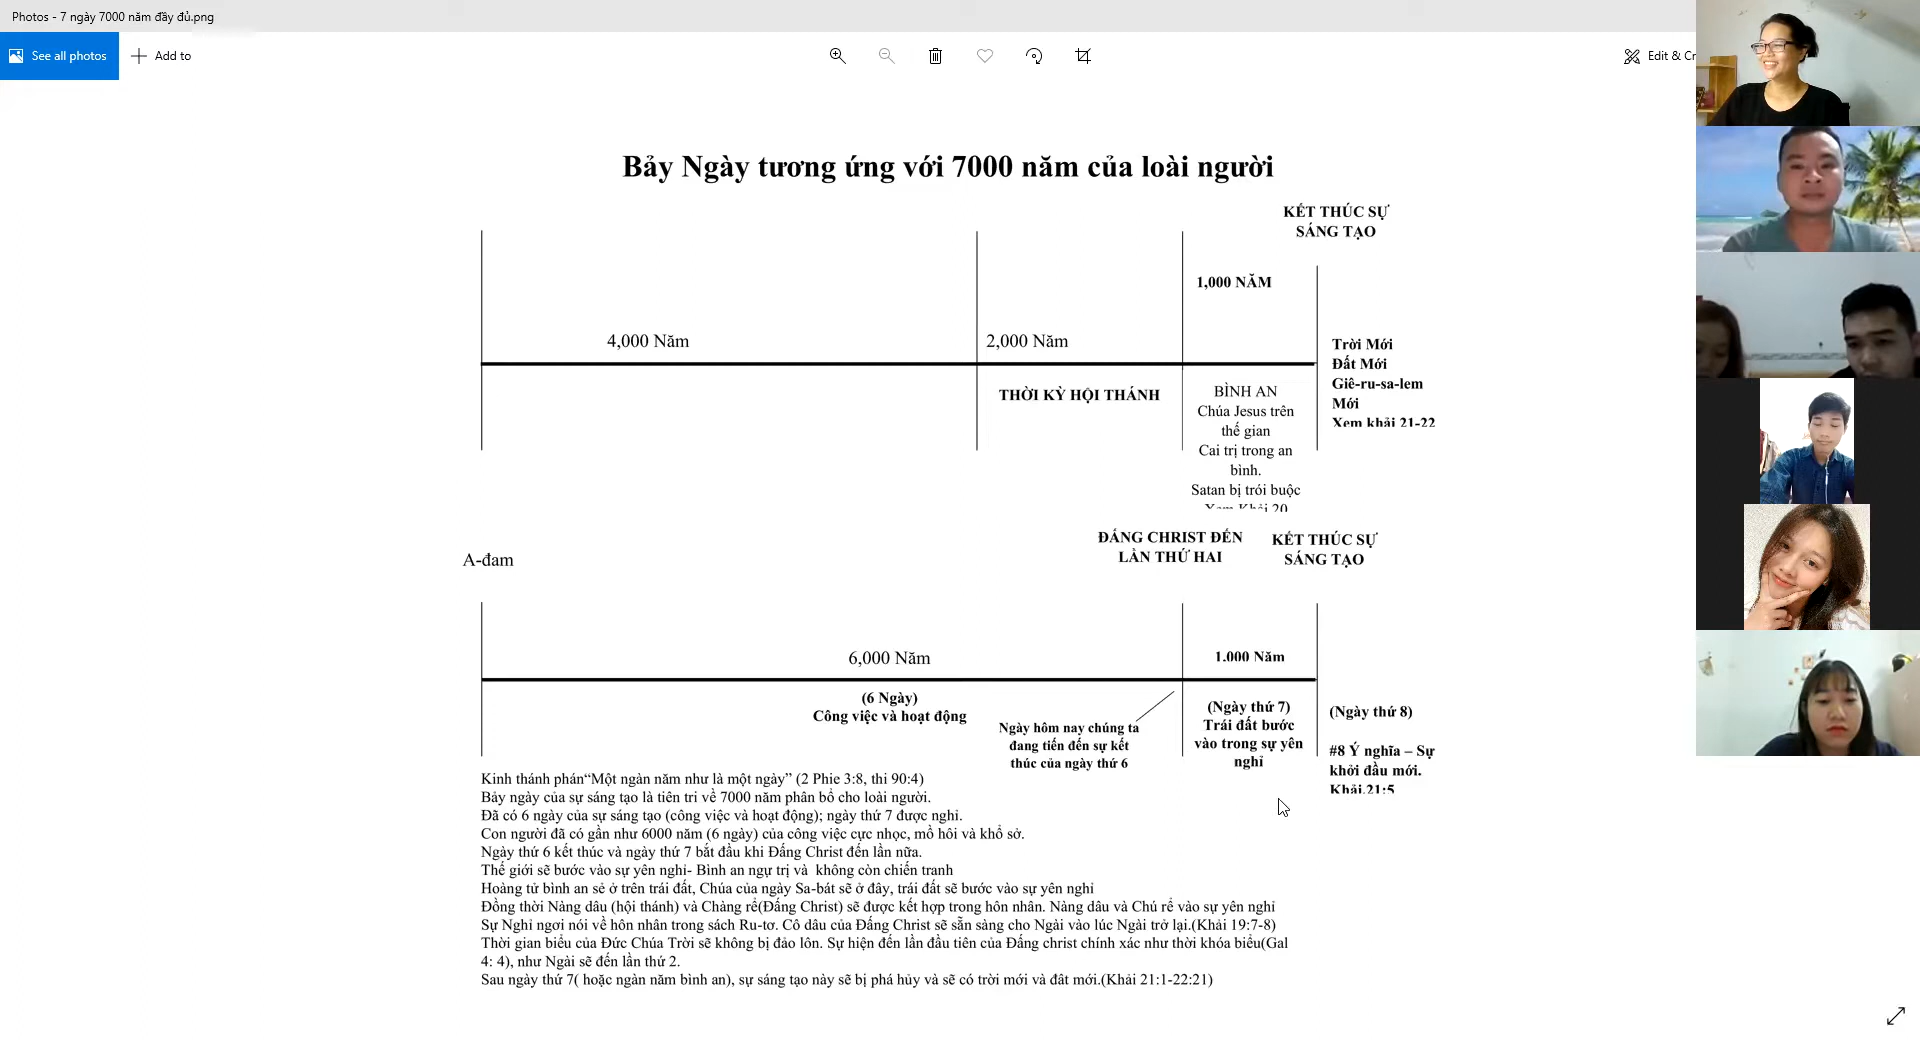 Photos - 7 ngày 7000 năm đầy đủ.png
See all photos
Add to
Edit & Cr
Bảy Ngày tương ứng với 7000 năm của loài người
KẾT THÚC SỰ
SÁNG TẠO
1,000 NĂM
4,000 Năm
2,000 Năm
THỜI KỲ HỘI THÁNH
BÌNH AN
Chúa Jesus trên
thế gian
Cai trị trong an
bình.
Satan bị trói buộc
Xem Khải 20
Trời Mới
Đất Mới
Giê-ru-sa-lem
Mới
Xem khải 21-22
A-đam
ĐẤNG CHRIST ĐẾN
LẦN THỨ HAI
KẾT THÚC SỰ
SÁNG TẠO
6,000 Năm
1.000 Năm
(6 Ngày)
Công việc và hoạt động
Ngày hôm nay chúng ta
đang tiến đến sự kết
thúc của ngày thứ 6
(Ngày thứ 7)
Trái đất bước
vào trong sự yên
nghỉ
(Ngày thứ 8)
#8 Ý nghĩa – Sự
khởi đầu mới.
Khải.21:5
Kinh thánh phán“Một ngàn năm như là một ngày” (2 Phie 3:8, thi 90:4)
Bảy ngày của sự sáng tạo là tiên tri về 7000 năm phân bổ cho loài người.
Đã có 6 ngày của sự sáng tạo (công việc và hoạt động); ngày thứ 7 được nghỉ.
Con người đã có gần như 6000 năm (6 ngày) của công việc cực nhọc, mồ hôi và khổ sở.
Ngày thứ 6 kết thúc và ngày thứ 7 bắt đầu khi Đấng Christ đến lần nữa.
Thế giới sẽ bước vào sự yên nghỉ- Bình an ngự trị và  không còn chiến tranh
Hoàng tử bình an sẻ ở trên trái đất, Chúa của ngày Sa-bát sẽ ở đây, trái đất sẽ bước vào sự yên nghỉ
Đồng thời Nàng dâu (hội thánh) và Chàng rể(Đấng Christ) sẽ được kết hợp trong hôn nhân. Nàng dâu và Chú rể vào sự yên nghỉ
Sự Nghỉ ngơi nói về hôn nhân trong sách Ru-tơ. Cô dâu của Đấng Christ sẽ sẵn sàng cho Ngài vào lúc Ngài trở lại.(Khải 19:7-8)
Thời gian biểu của Đức Chúa Trời sẽ không bị đảo lôn. Sự hiện đến lần đầu tiên của Đấng christ chính xác như thời khóa biểu(Gal
4: 4), như Ngài sẽ đến lần thứ 2.
Sau ngày thứ 7( hoặc ngàn năm bình an), sự sáng tạo này sẽ bị phá hủy và sẽ có trời mới và đât mới.(Khải 21:1-22:21)